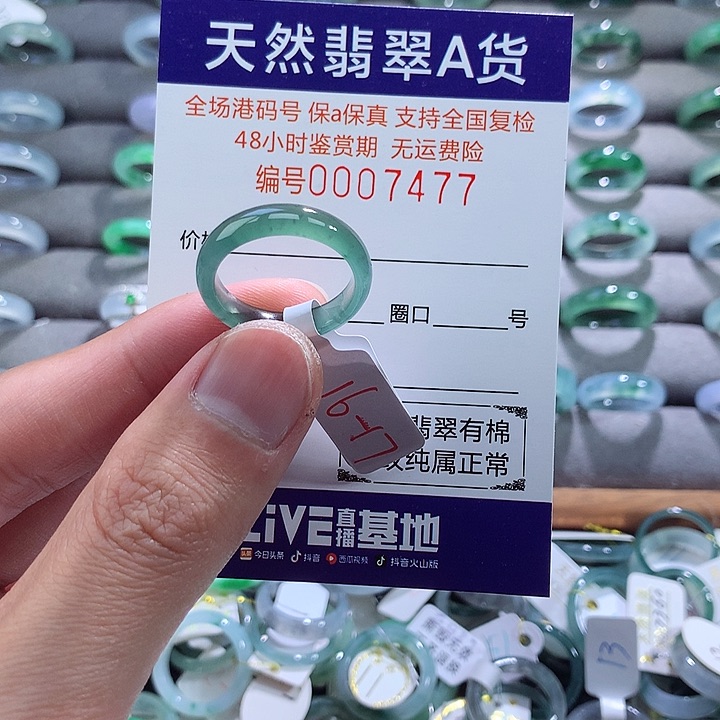 天然翡翠A货
全场港码号 保a保真 支持全国复检
48小时鉴赏期 无运费险
编号0007477
价
圈口 号
翡翠有棉
纯属正常
LiVE直播基地
头条 今日头条 抖音 西瓜视频 抖音火山版
13